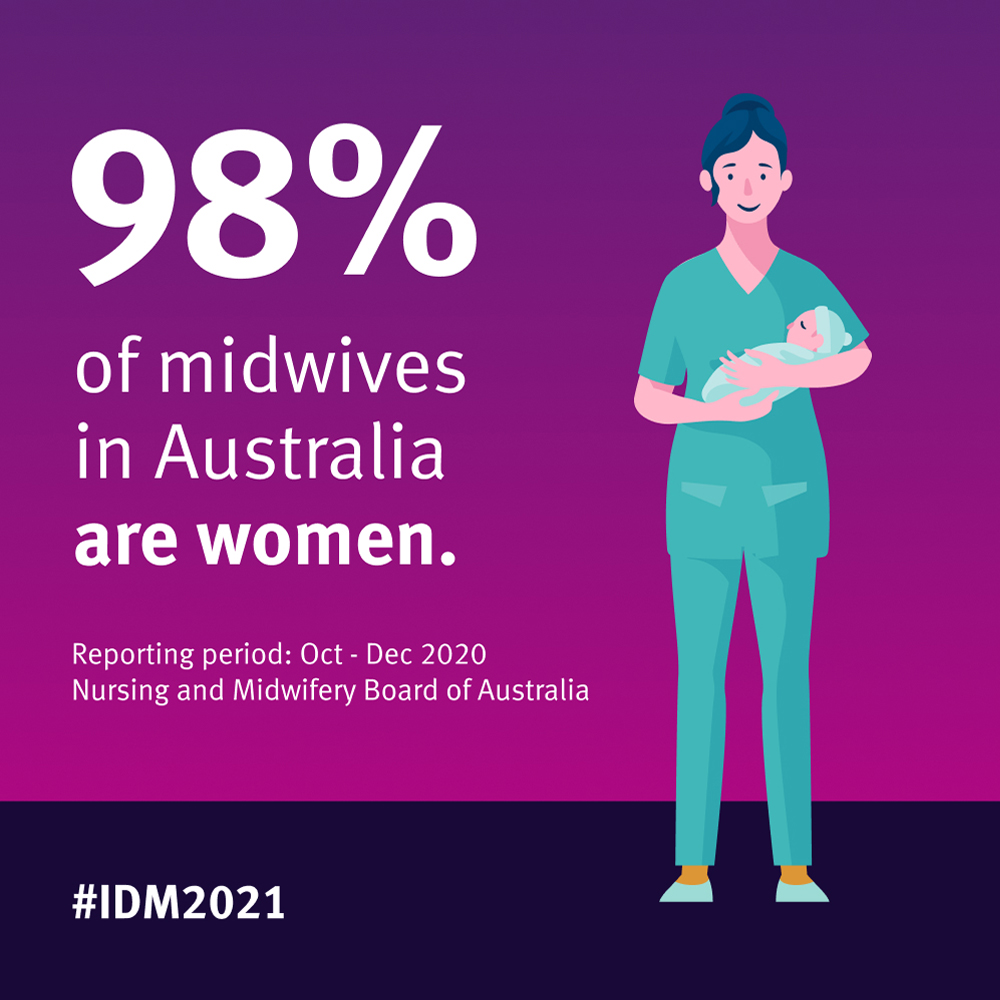 98%
of midwives
in Australia
are women.
Reporting period: Oct - Dec 2020
Nursing and Midwifery Board of Australia
#IDM2021